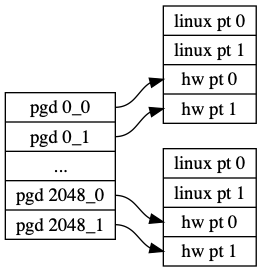 linux pt 0
linux pt 1
hw pt 0
hw pt 1
pgd 0_0
pgd 0_1
...
pgd 2048_0
pgd 2048_1
linux pt 0
linux pt 1
hw pt 0
hw pt 1